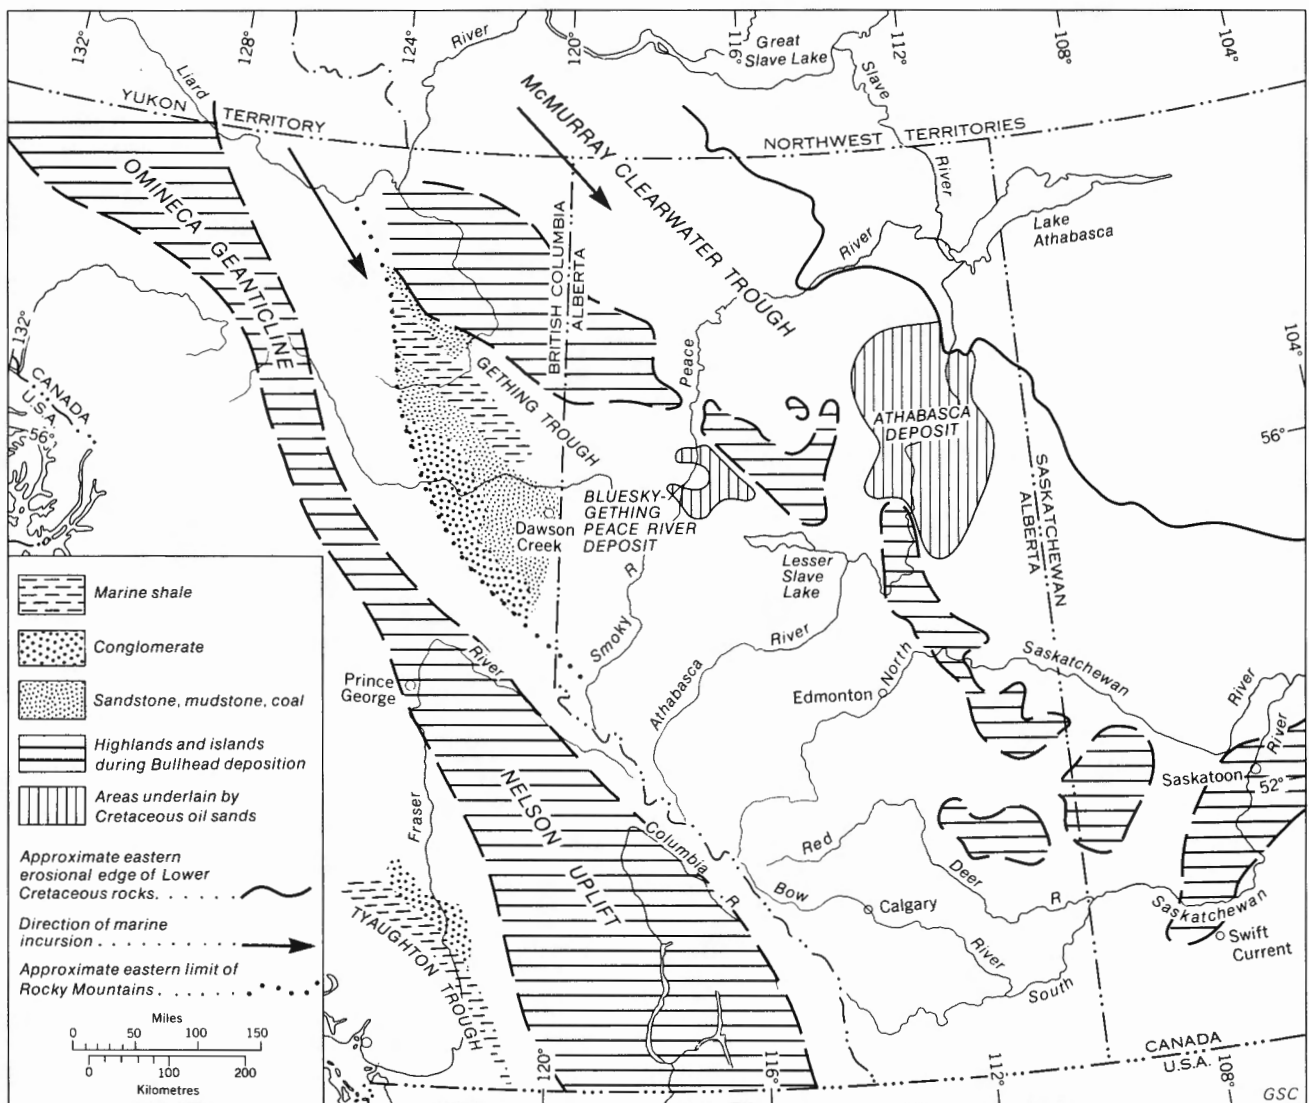 132°
128°
124°
River
120°
116°
Great
Slave Lake
112°
108°
104°
Liard
Slave
YUKON TERRITORY
McMURRAY CLEARWATER TROUGH
NORTHWEST TERRITORIES
River
OMINECA GEANTICLINE
BRITISH COLUMBIA
ALBERTA
River
Lake
Athabasca
132°
104°
CANADA
U.S.A.
56°
Peace
GETHING TROUGH
ATHABASCA
DEPOSIT
56°
SASKATCHEWAN
ALBERTA
BLUESKY-
GETHING
PEACE RIVER
DEPOSIT
Dawson
Creek
Lesser
Slave
Lake
Smoky R
River
Athabasca
North
Saskatchewan
Edmonton
Prince
George
River
River
River
Saskatoon
52°
NELSON UPLIFT
Fraser
Columbia R
Red
Deer
R
Bow
Calgary
River
South
Saskatchewan
Swift
Current
TYAUGHTON TROUGH
Marine shale
Conglomerate
Sandstone, mudstone, coal
Highlands and islands
during Bullhead deposition
Areas underlain by
Cretaceous oil sands
Approximate eastern
erosional edge of Lower
Cretaceous rocks. . . . . . .
Direction of marine
incursion . . . . . . . . . . .
Approximate eastern limit of
Rocky Mountains. . . . . .
Miles
0 50 100 150
0 100 200
Kilometres
120°
116°
112°
CANADA
U.S.A.
108°
GSC